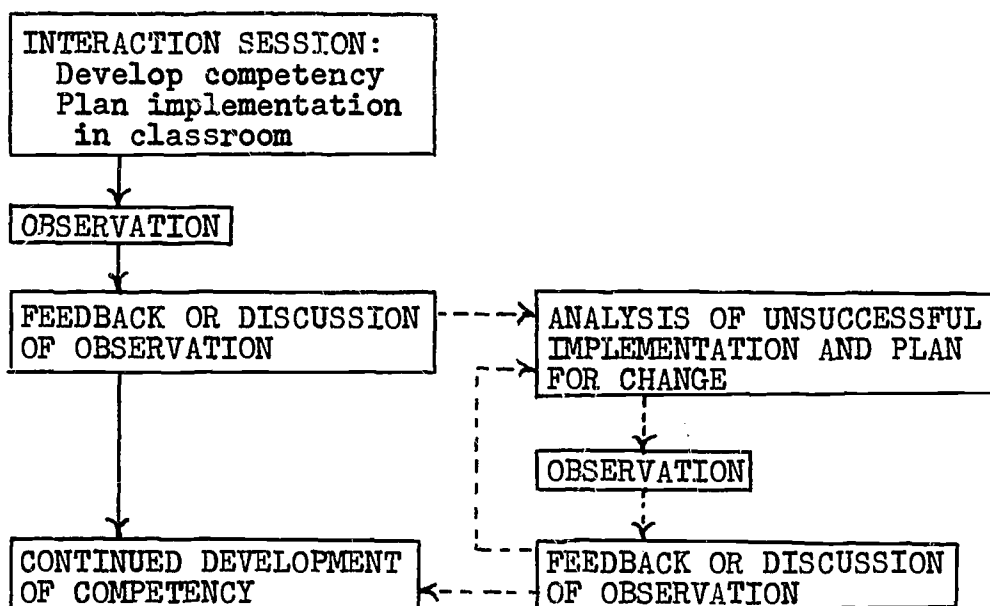 INTERACTION SESSION:
Develop competency
Plan implementation
in classroom
OBSERVATION
FEEDBACK OR DISCUSSION
OF OBSERVATION
ANALYSIS OF UNSUCCESSFUL
IMPLEMENTATION AND PLAN
FOR CHANGE
OBSERVATION
FEEDBACK OR DISCUSSION
OF OBSERVATION
CONTINUED DEVELOPMENT
OF COMPETENCY